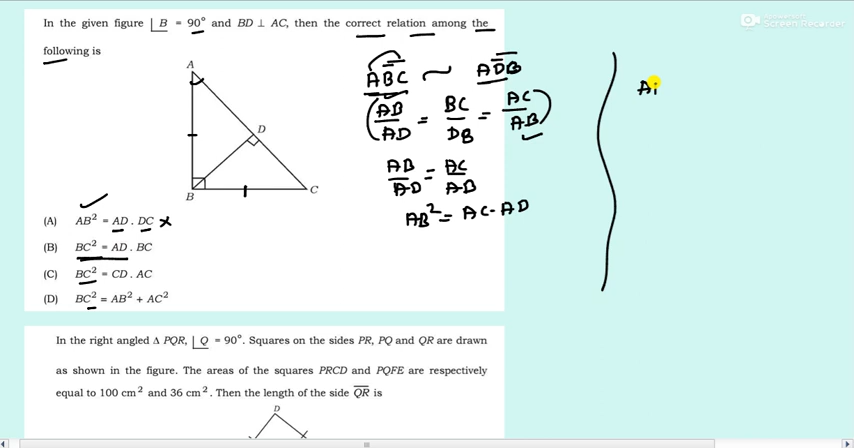 Screen Recorder
In the given figure ∠B = 90° and BD ⊥ AC, then the correct relation among the
following is
A
D
B
C
(A) AB² = AD . DC ×
(B) BC² = AD . BC
(C) BC² = CD . AC
(D) BC² = AB² + AC²
ABC ~ ADB
AB/AD = BC/DB = AC/AB
AB/AD = AC/AB
AB² = AC·AD
In the right angled Δ PQR, ∠Q = 90°. Squares on the sides PR, PQ and QR are drawn
as shown in the figure. The areas of the squares PRCD and PQFE are respectively
equal to 100 cm² and 36 cm². Then the length of the side QR is
D